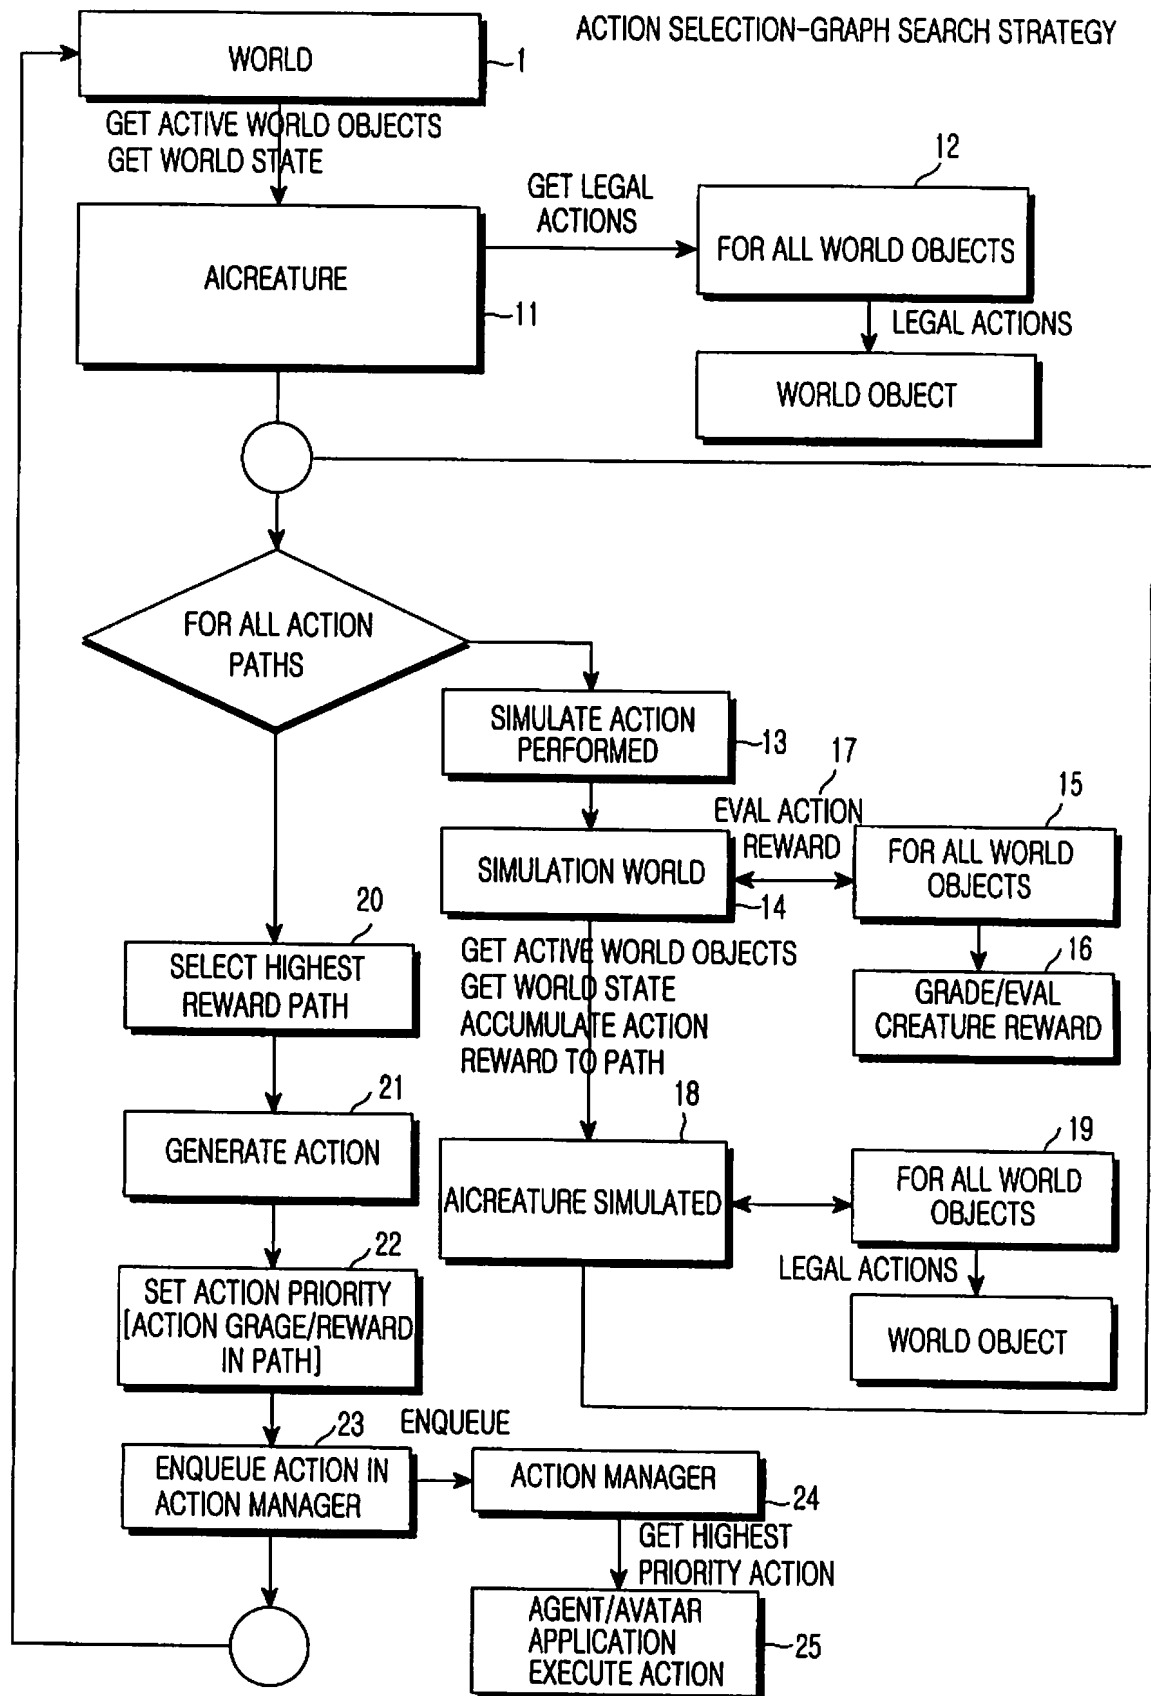 ACTION SELECTION-GRAPH SEARCH STRATEGY
WORLD
1
GET ACTIVE WORLD OBJECTS
GET WORLD STATE
AICREATURE
11
GET LEGAL
ACTIONS
12
FOR ALL WORLD OBJECTS
LEGAL ACTIONS
WORLD OBJECT
FOR ALL ACTION
PATHS
SIMULATE ACTION
PERFORMED
13
SIMULATION WORLD
14
17
EVAL ACTION
REWARD
15
FOR ALL WORLD
OBJECTS
16
GRADE/EVAL
CREATURE REWARD
GET ACTIVE WORLD OBJECTS
GET WORLD STATE
ACCUMULATE ACTION
REWARD TO PATH
18
AICREATURE SIMULATED
19
FOR ALL WORLD
OBJECTS
LEGAL ACTIONS
WORLD OBJECT
20
SELECT HIGHEST
REWARD PATH
21
GENERATE ACTION
22
SET ACTION PRIORITY
[ACTION GRAGE/REWARD
IN PATH]
23
ENQUEUE ACTION IN
ACTION MANAGER
ENQUEUE
ACTION MANAGER
24
GET HIGHEST
PRIORITY ACTION
AGENT/AVATAR
APPLICATION
EXECUTE ACTION
25